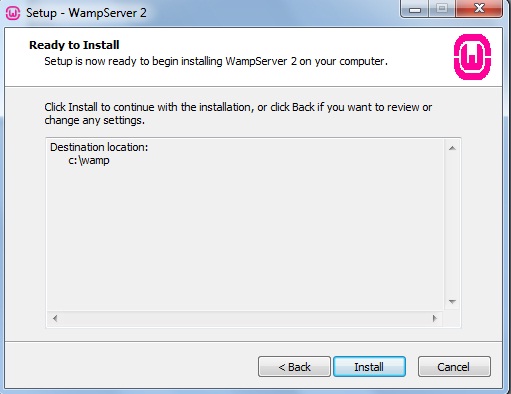 Setup - WampServer 2
Ready to Install
Setup is now ready to begin installing WampServer 2 on your computer.
W
Click Install to continue with the installation, or click Back if you want to review or
change any settings.
Destination location:
c:\wamp
< Back
Install
Cancel